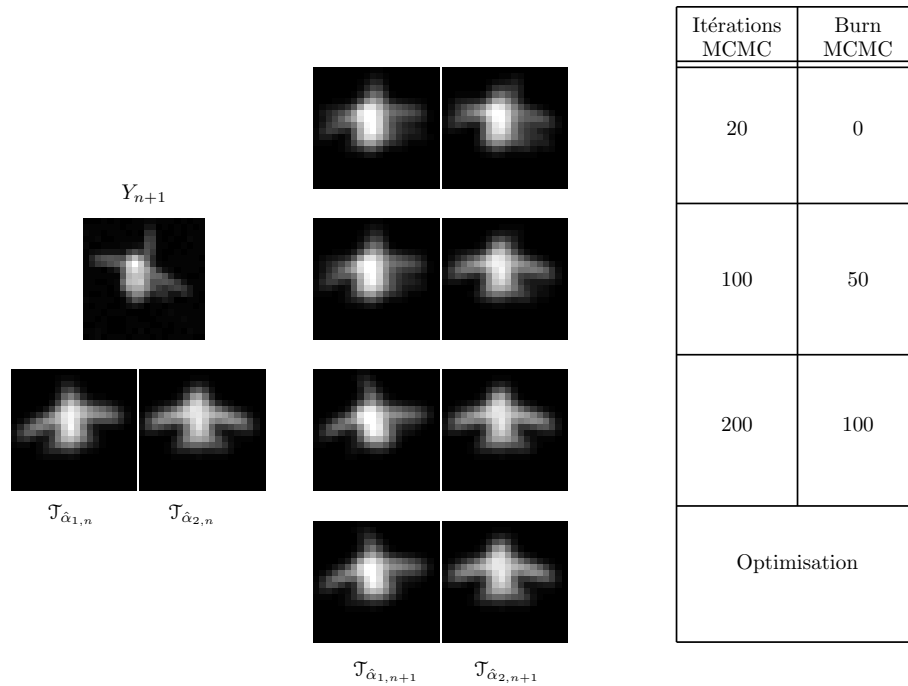 Itérations Burn
MCMC MCMC
20 0
Y_{n+1}
100 50
200 100
𝒯_{α̂_{1,n}} 𝒯_{α̂_{2,n}}
Optimisation
𝒯_{α̂_{1,n+1}} 𝒯_{α̂_{2,n+1}}